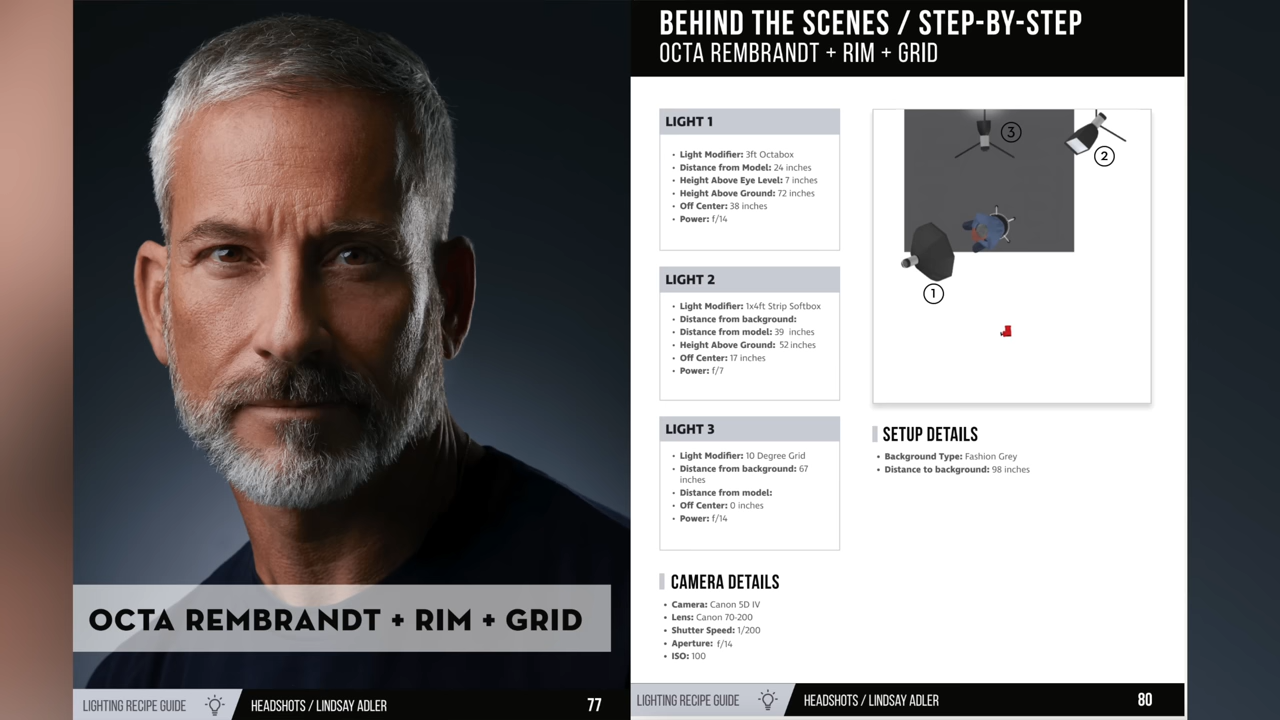 OCTA REMBRANDT + RIM + GRID
LIGHTING RECIPE GUIDE
HEADSHOTS / LINDSAY ADLER
77
BEHIND THE SCENES / STEP-BY-STEP
OCTA REMBRANDT + RIM + GRID
LIGHT 1
• Light Modifier: 3ft Octabox
• Distance from Model: 24 inches
• Height Above Eye Level: 7 inches
• Height Above Ground: 72 inches
• Off Center: 38 inches
• Power: f/14
LIGHT 2
• Light Modifier: 1x4ft Strip Softbox
• Distance from background:
• Distance from model: 39 inches
• Height Above Ground: 52 inches
• Off Center: 17 inches
• Power: f/7
LIGHT 3
• Light Modifier: 10 Degree Grid
• Distance from background: 67
inches
• Distance from model:
• Off Center: 0 inches
• Power: f/14
CAMERA DETAILS
• Camera: Canon 5D IV
• Lens: Canon 70-200
• Shutter Speed: 1/200
• Aperture: f/14
• ISO: 100
3
2
1
SETUP DETAILS
• Background Type: Fashion Grey
• Distance to background: 98 inches
LIGHTING RECIPE GUIDE
HEADSHOTS / LINDSAY ADLER
80